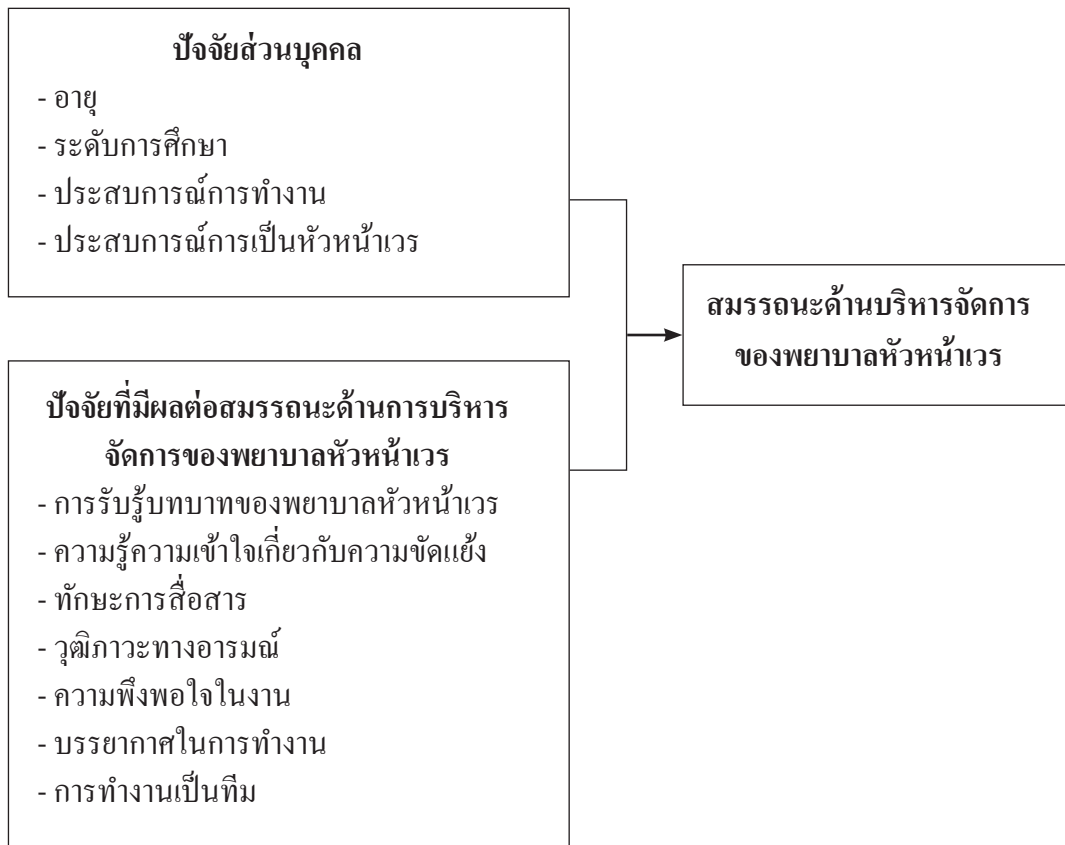 ปัจจัยส่วนบุคคล
- อายุ
- ระดับการศึกษา
- ประสบการณ์การทำงาน
- ประสบการณ์การเป็นหัวหน้าเวร
ปัจจัยที่มีผลต่อสมรรถนะด้านการบริหาร
จัดการของพยาบาลหัวหน้าเวร
- การรับรู้บทบาทของพยาบาลหัวหน้าเวร
- ความรู้ความเข้าใจเกี่ยวกับความขัดแย้ง
- ทักษะการสื่อสาร
- วุฒิภาวะทางอารมณ์
- ความพึงพอใจในงาน
- บรรยากาศในการทำงาน
- การทำงานเป็นทีม
สมรรถนะด้านบริหารจัดการ
ของพยาบาลหัวหน้าเวร